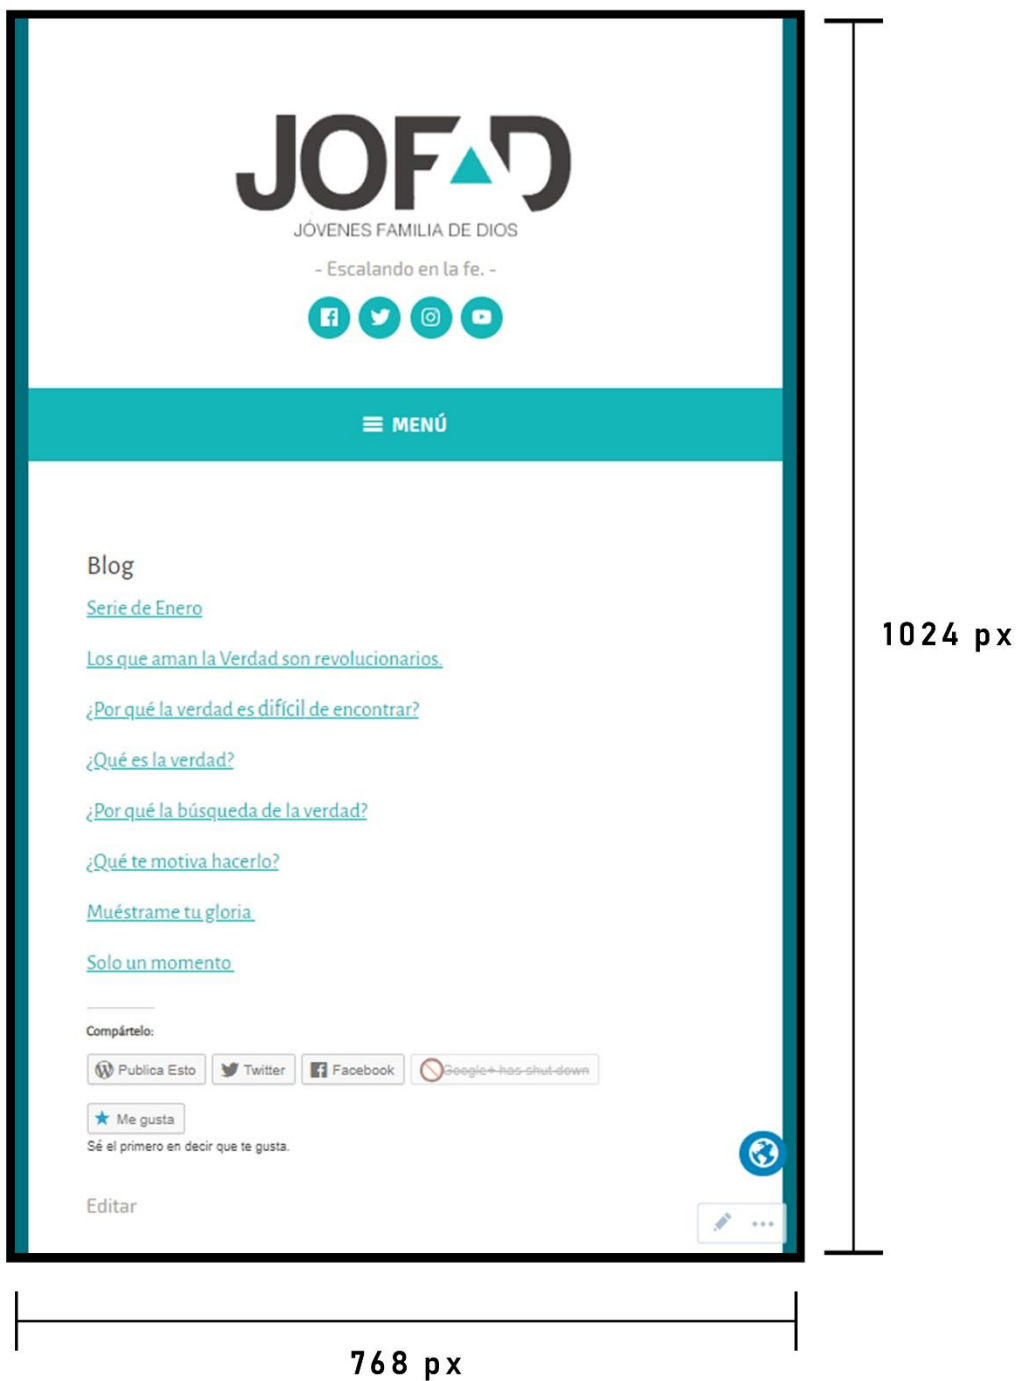 JOFAD
JÓVENES FAMILIA DE DIOS
- Escalando en la fe. -
MENÚ
Blog
Serie de Enero
Los que aman la Verdad son revolucionarios.
¿Por qué la verdad es difícil de encontrar?
¿Qué es la verdad?
¿Por qué la búsqueda de la verdad?
¿Qué te motiva hacerlo?
Muéstrame tu gloria
Solo un momento
Compártelo:
Publica Esto Twitter Facebook Google+ has shut down
Me gusta
Sé el primero en decir que te gusta.
Editar
1024 px
768 px